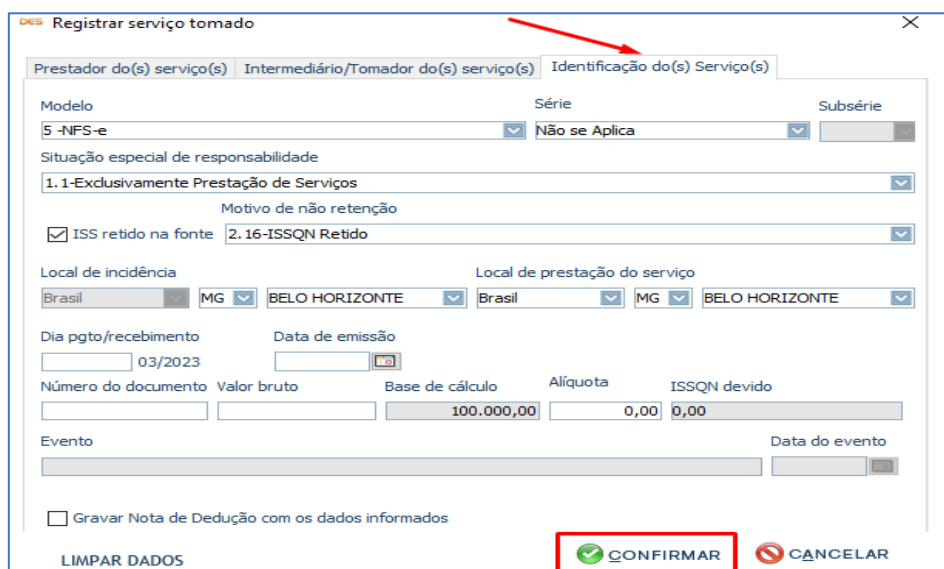 DES Registrar serviço tomado
Prestador do(s) serviço(s) Intermediário/Tomador do(s) serviço(s) Identificação do(s) Serviço(s)
Modelo Série Subsérie
5 -NFS-e Não se Aplica
Situação especial de responsabilidade
1.1-Exclusivamente Prestação de Serviços
Motivo de não retenção
ISS retido na fonte 2.16-ISSQN Retido
Local de incidência Local de prestação do serviço
Brasil MG BELO HORIZONTE Brasil MG BELO HORIZONTE
Dia pgto/recebimento Data de emissão
03/2023
Número do documento Valor bruto Base de cálculo Alíquota ISSQN devido
100.000,00 0,00 0,00
Evento Data do evento
Gravar Nota de Dedução com os dados informados
LIMPAR DADOS CONFIRMAR CANCELAR